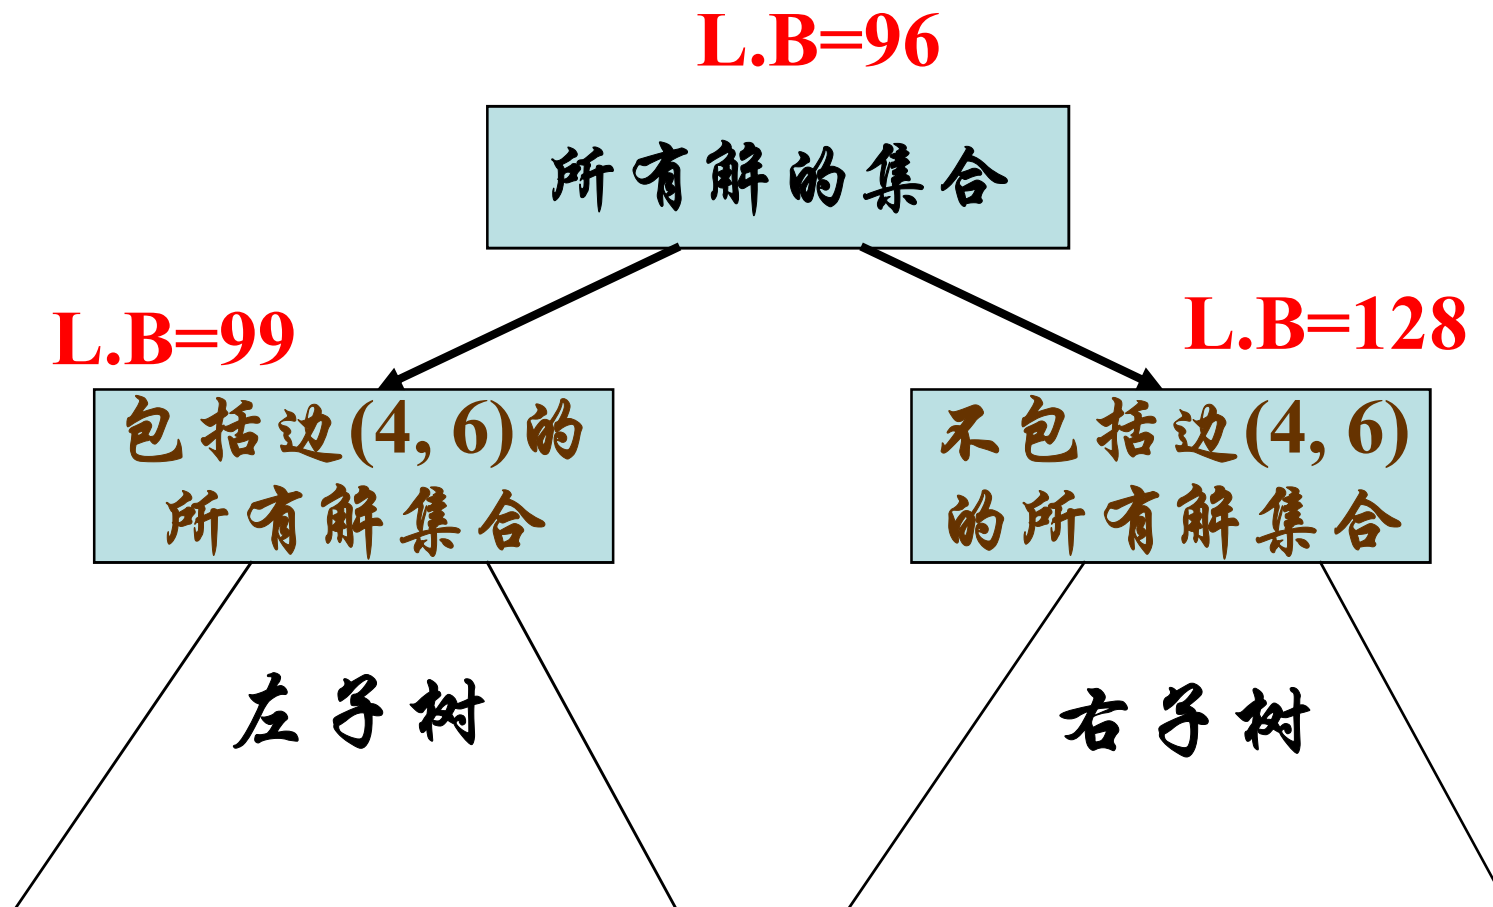 L.B=96
所有解的集合
L.B=99
L.B=128
包括边(4, 6)的
所有解集合
不包括边(4, 6)
的所有解集合
左子树
右子树